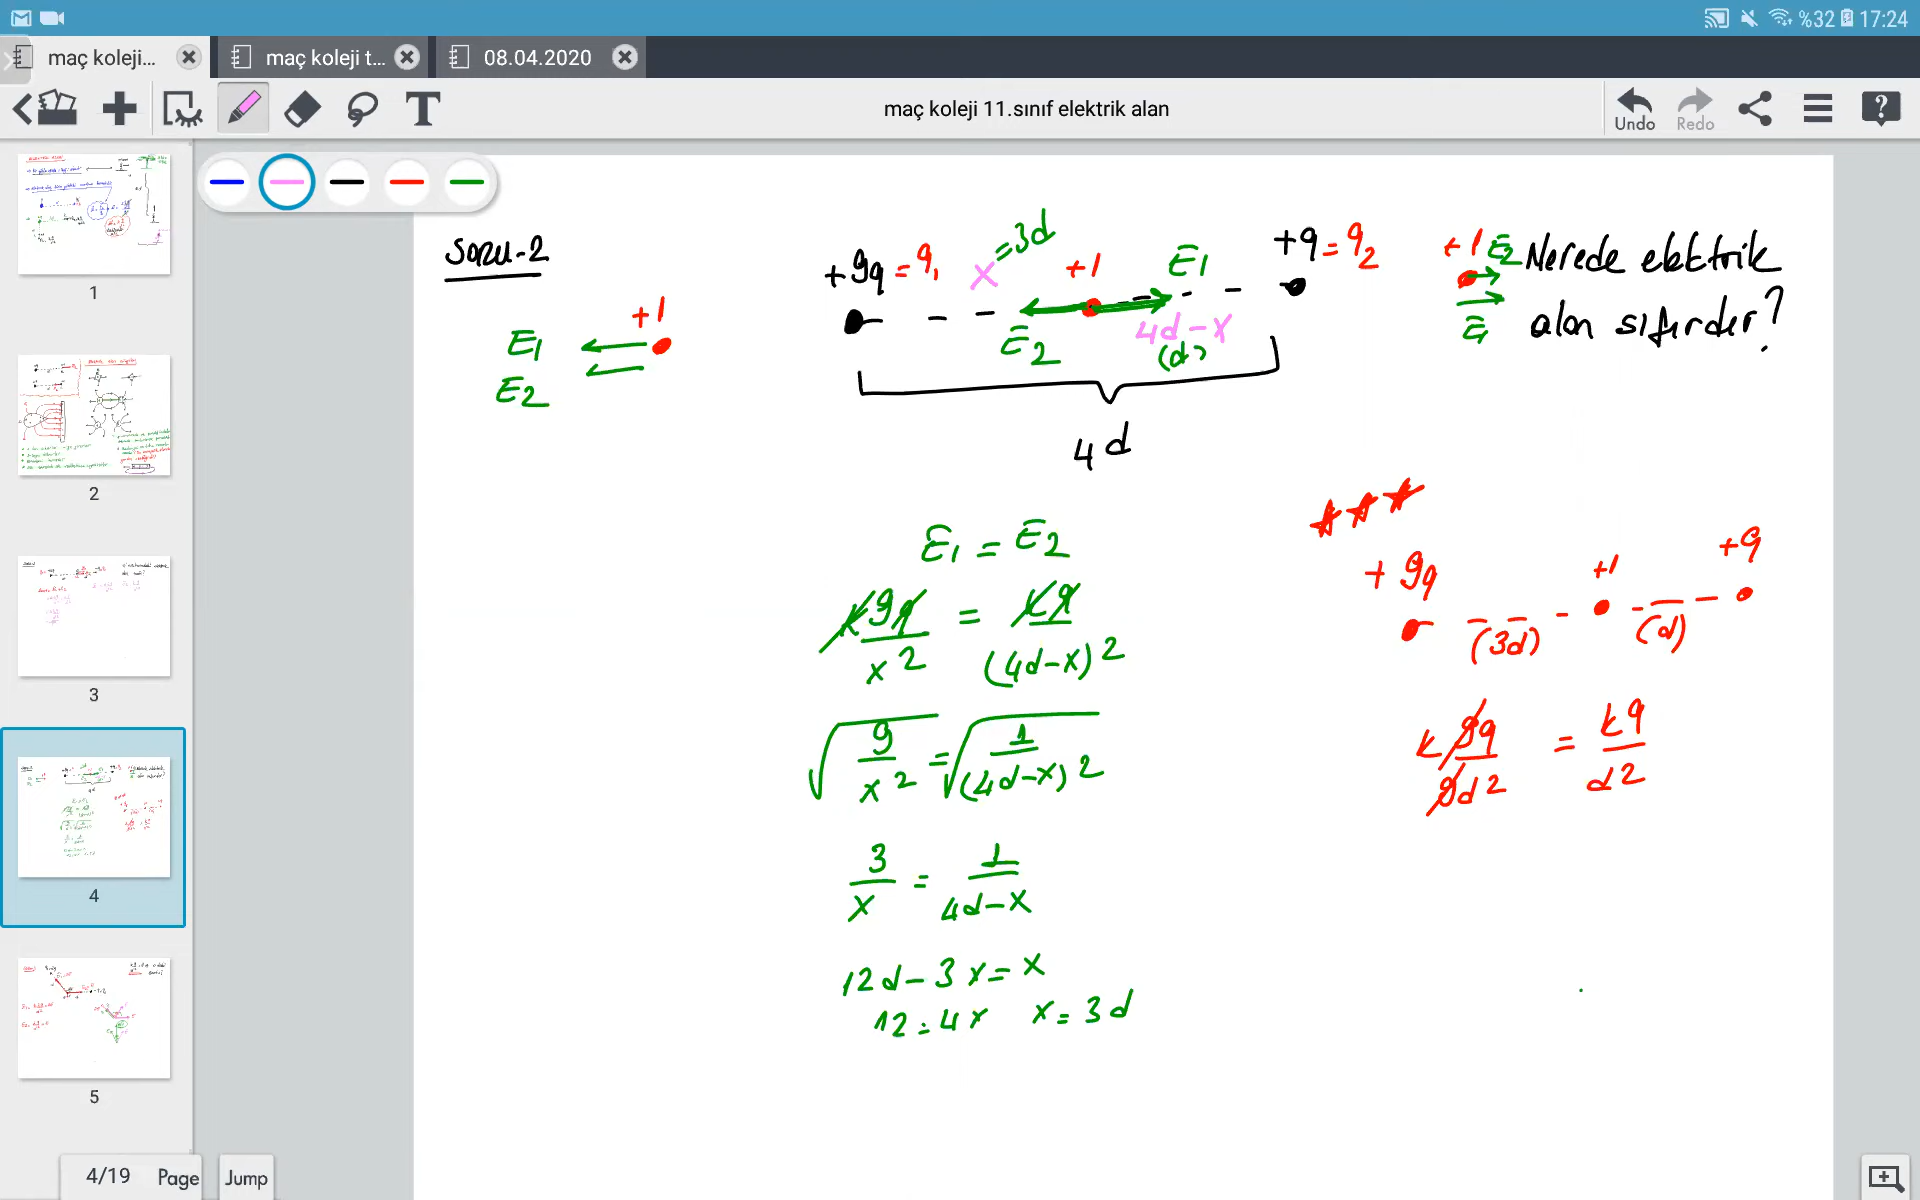 %32 17:24
maç koleji...
maç koleji t...
08.04.2020
maç koleji 11.sınıf elektrik alan
Undo
Redo
T
?
1
2
3
4
5
4/19 Page Jump
Soru-2
+9q = q1
x = 3d
+1
E1
E2
4d-x
(d)
+q = q2
+1
E2
E1
Nerede elektrik
alan sıfırdır?
+1
E1
E2
4d
E1 = E2
k9q / x2 = kq / (4d-x)2
√9/x2 = √1/(4d-x)2
3/x = 1/4d-x
12d-3x=x
12=4x x=3d
+9q
+1
+q
(3d)
(d)
k9q / 9d2 = kq / d2